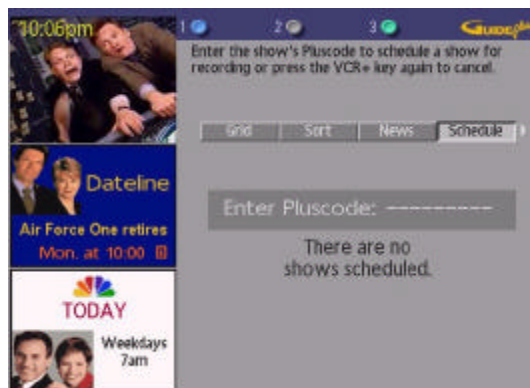 10:06pm
1 2 3 GUIDEplus
Enter the show's Pluscode to schedule a show for
recording or press the VCR+ key again to cancel.
Grid Sort News Schedule
Enter Pluscode: ---------
There are no
shows scheduled.
Dateline
Air Force One retires
Mon. at 10:00
TODAY
Weekdays
7am